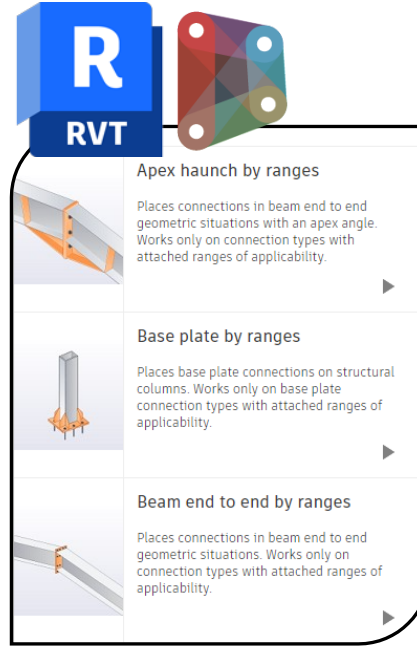 R
RVT
Apex haunch by ranges
Places connections in beam end to end
geometric situations with an apex angle.
Works only on connection types with
attached ranges of applicability.
Base plate by ranges
Places base plate connections on structural
columns. Works only on base plate
connection types with attached ranges of
applicability.
Beam end to end by ranges
Places connections in beam end to end
geometric situations. Works only on
connection types with attached ranges of
applicability.